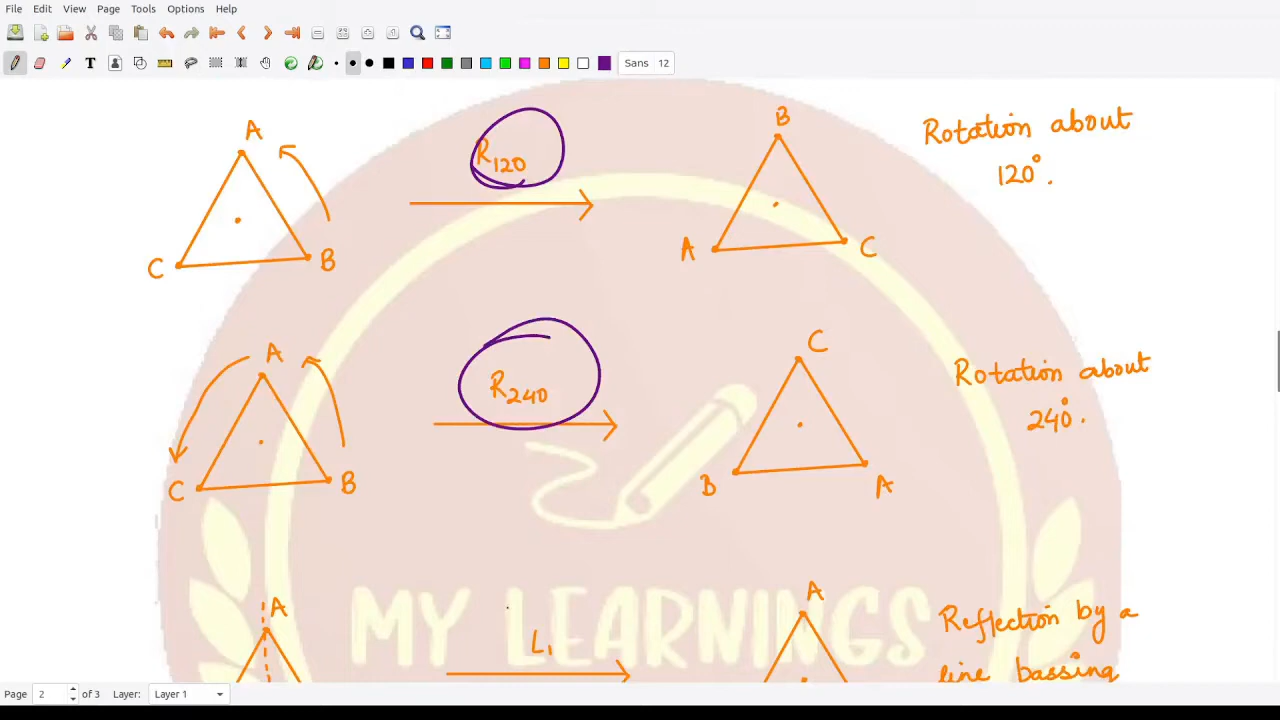 File Edit View Page Tools Options Help
Sans 12
A
C
B
R120
B
A
C
Rotation about
120°.
A
C
B
R240
C
B
A
Rotation about
240°.
MY LEARNINGS
A
L1
A
Reflection by a
line bassing
Page 2 of 3 Layer: Layer 1